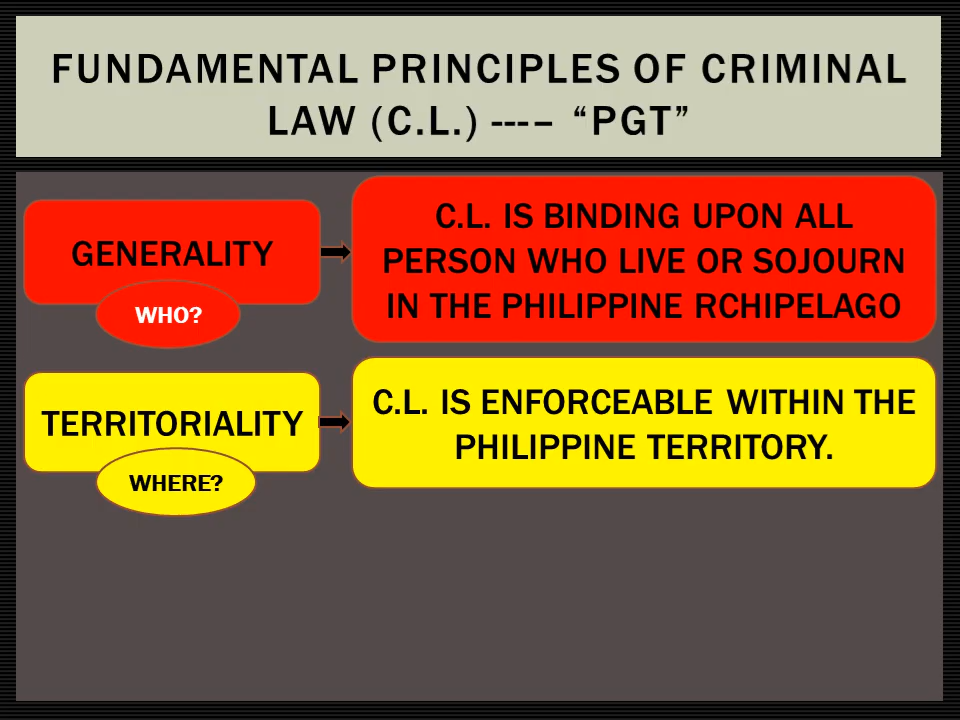 FUNDAMENTAL PRINCIPLES OF CRIMINAL
LAW (C.L.) ---– “PGT”
GENERALITY
WHO?
C.L. IS BINDING UPON ALL
PERSON WHO LIVE OR SOJOURN
IN THE PHILIPPINE RCHIPELAGO
TERRITORIALITY
WHERE?
C.L. IS ENFORCEABLE WITHIN THE
PHILIPPINE TERRITORY.